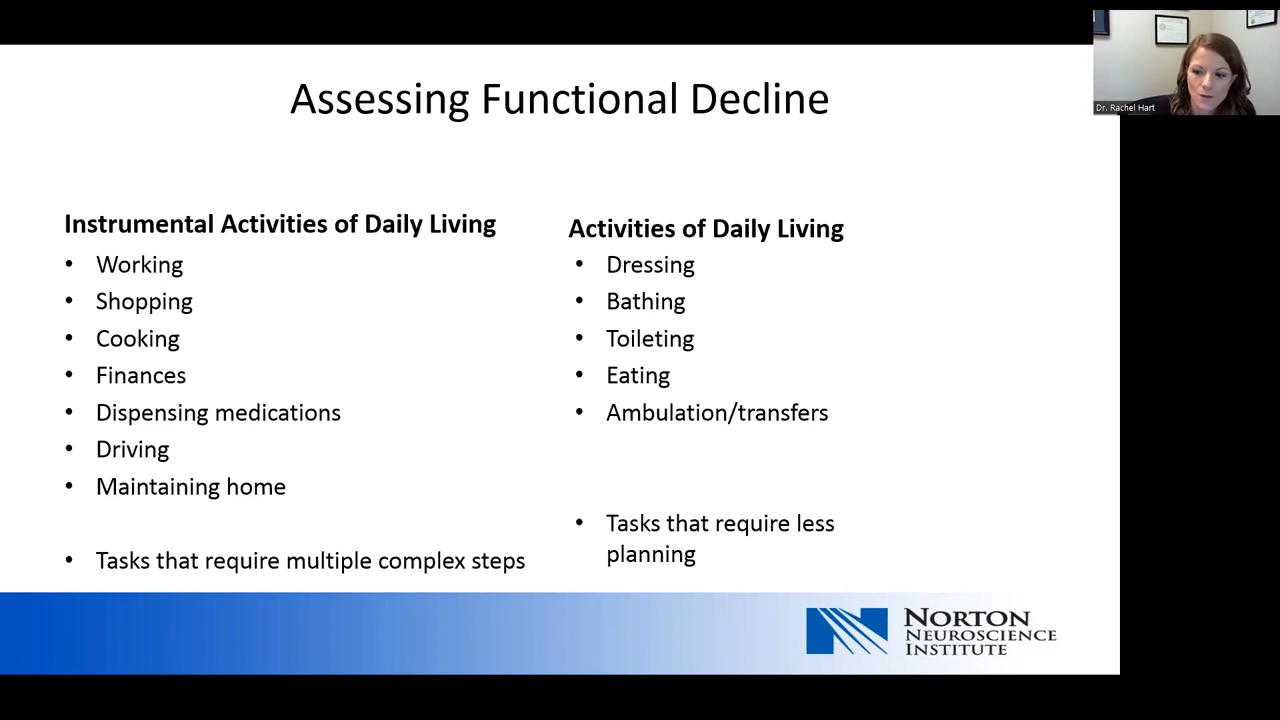 Assessing Functional Decline
Dr. Rachel Hart
Instrumental Activities of Daily Living
• Working
• Shopping
• Cooking
• Finances
• Dispensing medications
• Driving
• Maintaining home
• Tasks that require multiple complex steps
Activities of Daily Living
• Dressing
• Bathing
• Toileting
• Eating
• Ambulation/transfers
• Tasks that require less
planning
NORTON
NEUROSCIENCE
INSTITUTE